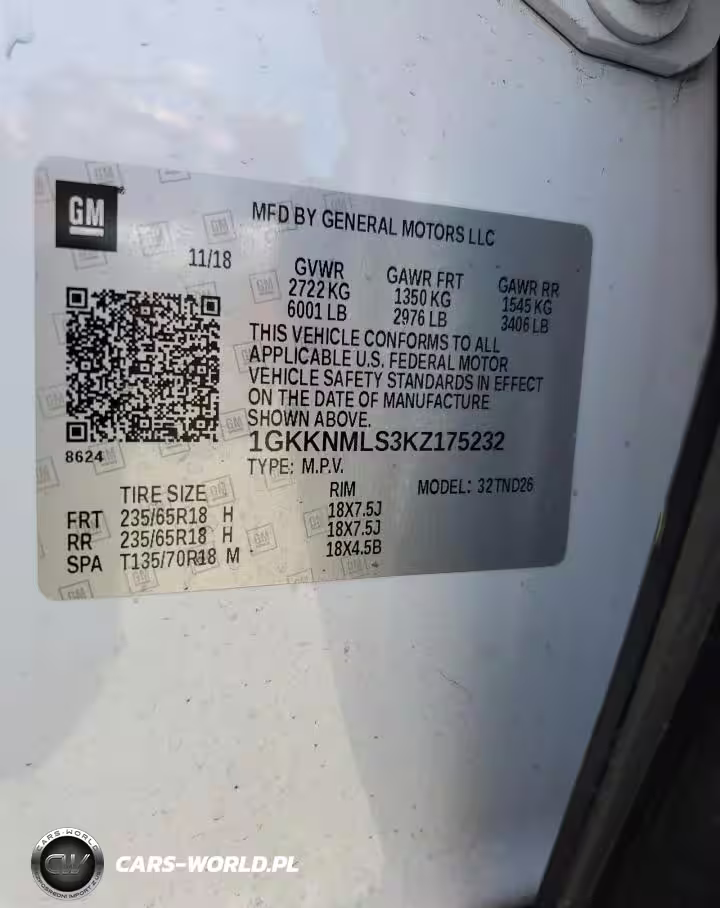 GM
MFD BY GENERAL MOTORS LLC
11/18
GVWR GAWR FRT GAWR RR
2722 KG 1350 KG 1545 KG
6001 LB 2976 LB 3406 LB
THIS VEHICLE CONFORMS TO ALL
APPLICABLE U.S. FEDERAL MOTOR
VEHICLE SAFETY STANDARDS IN EFFECT
ON THE DATE OF MANUFACTURE
SHOWN ABOVE.
1GKKNMLS3KZ175232
8624
TYPE: M.P.V.
TIRE SIZE RIM MODEL: 32TND26
FRT 235/65R18 H 18X7.5J
RR 235/65R18 H 18X7.5J
SPA T135/70R18 M 18X4.5B
CARS-WORLD
CW
CARS-WORLD.PL